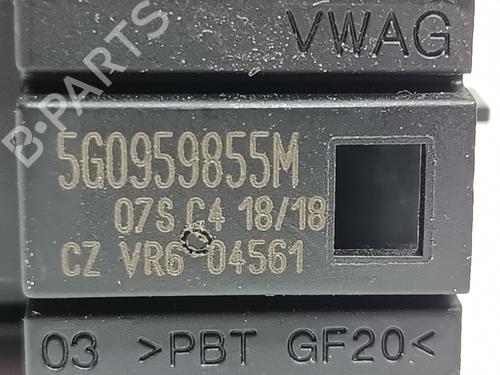 VWAG
5G0959855M
07S C4 18/18
CZ VR6 04561
03 >PBT GF20<
B-PARTS